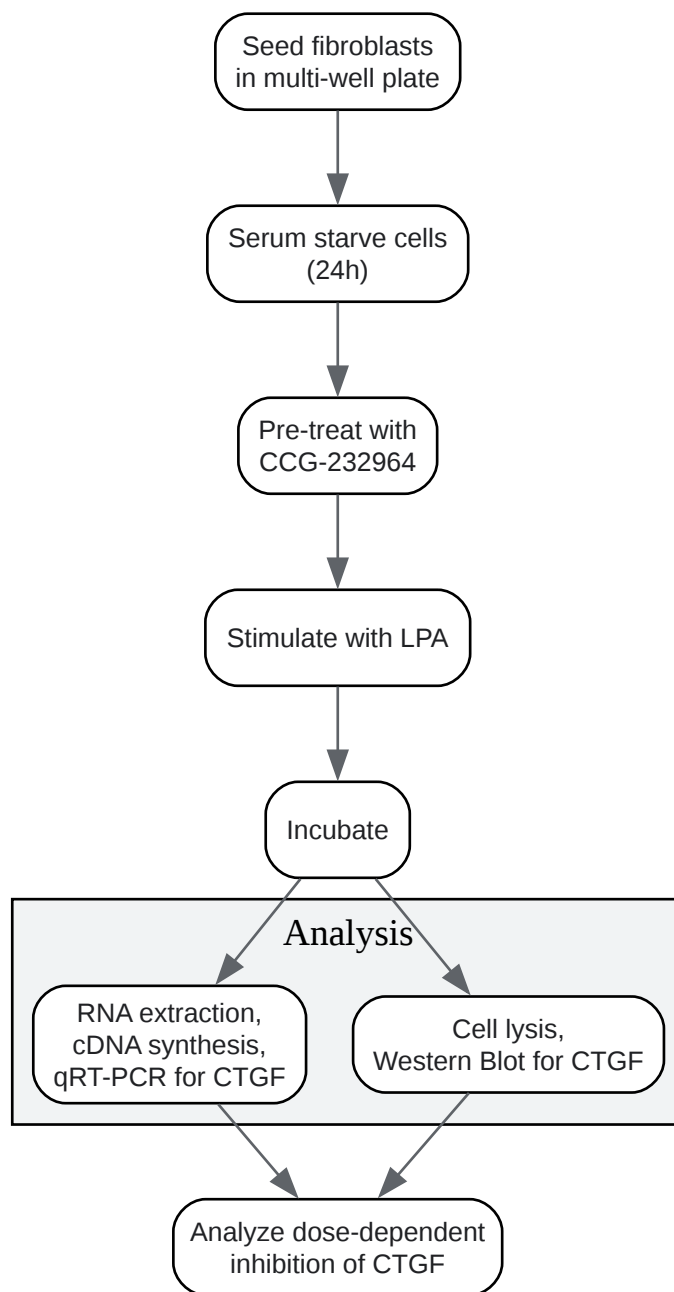 Seed fibroblasts
in multi-well plate
Serum starve cells
(24h)
Pre-treat with
CCG-232964
Stimulate with LPA
Incubate
Analysis
RNA extraction,
cDNA synthesis,
qRT-PCR for CTGF
Cell lysis,
Western Blot for CTGF
Analyze dose-dependent
inhibition of CTGF